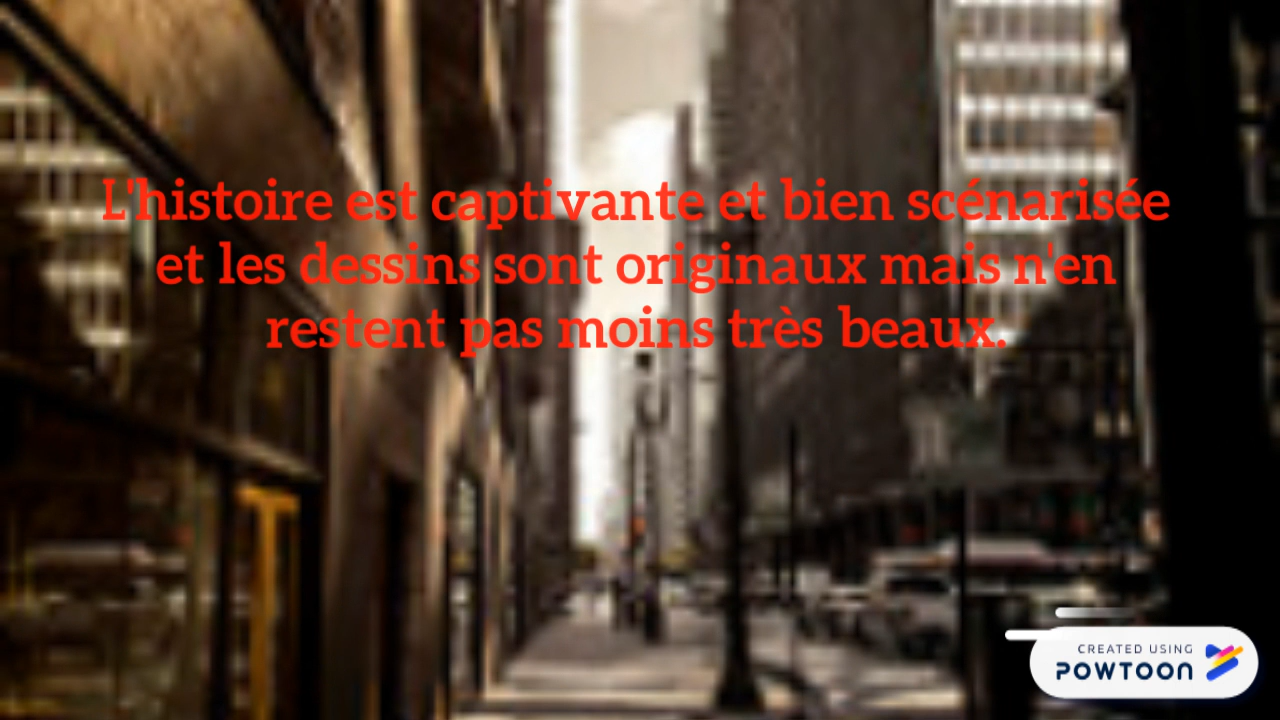 L'histoire est captivante et bien scénarisée
et les dessins sont originaux mais n'en
restent pas moins très beaux.
CREATED USING
POWTOON